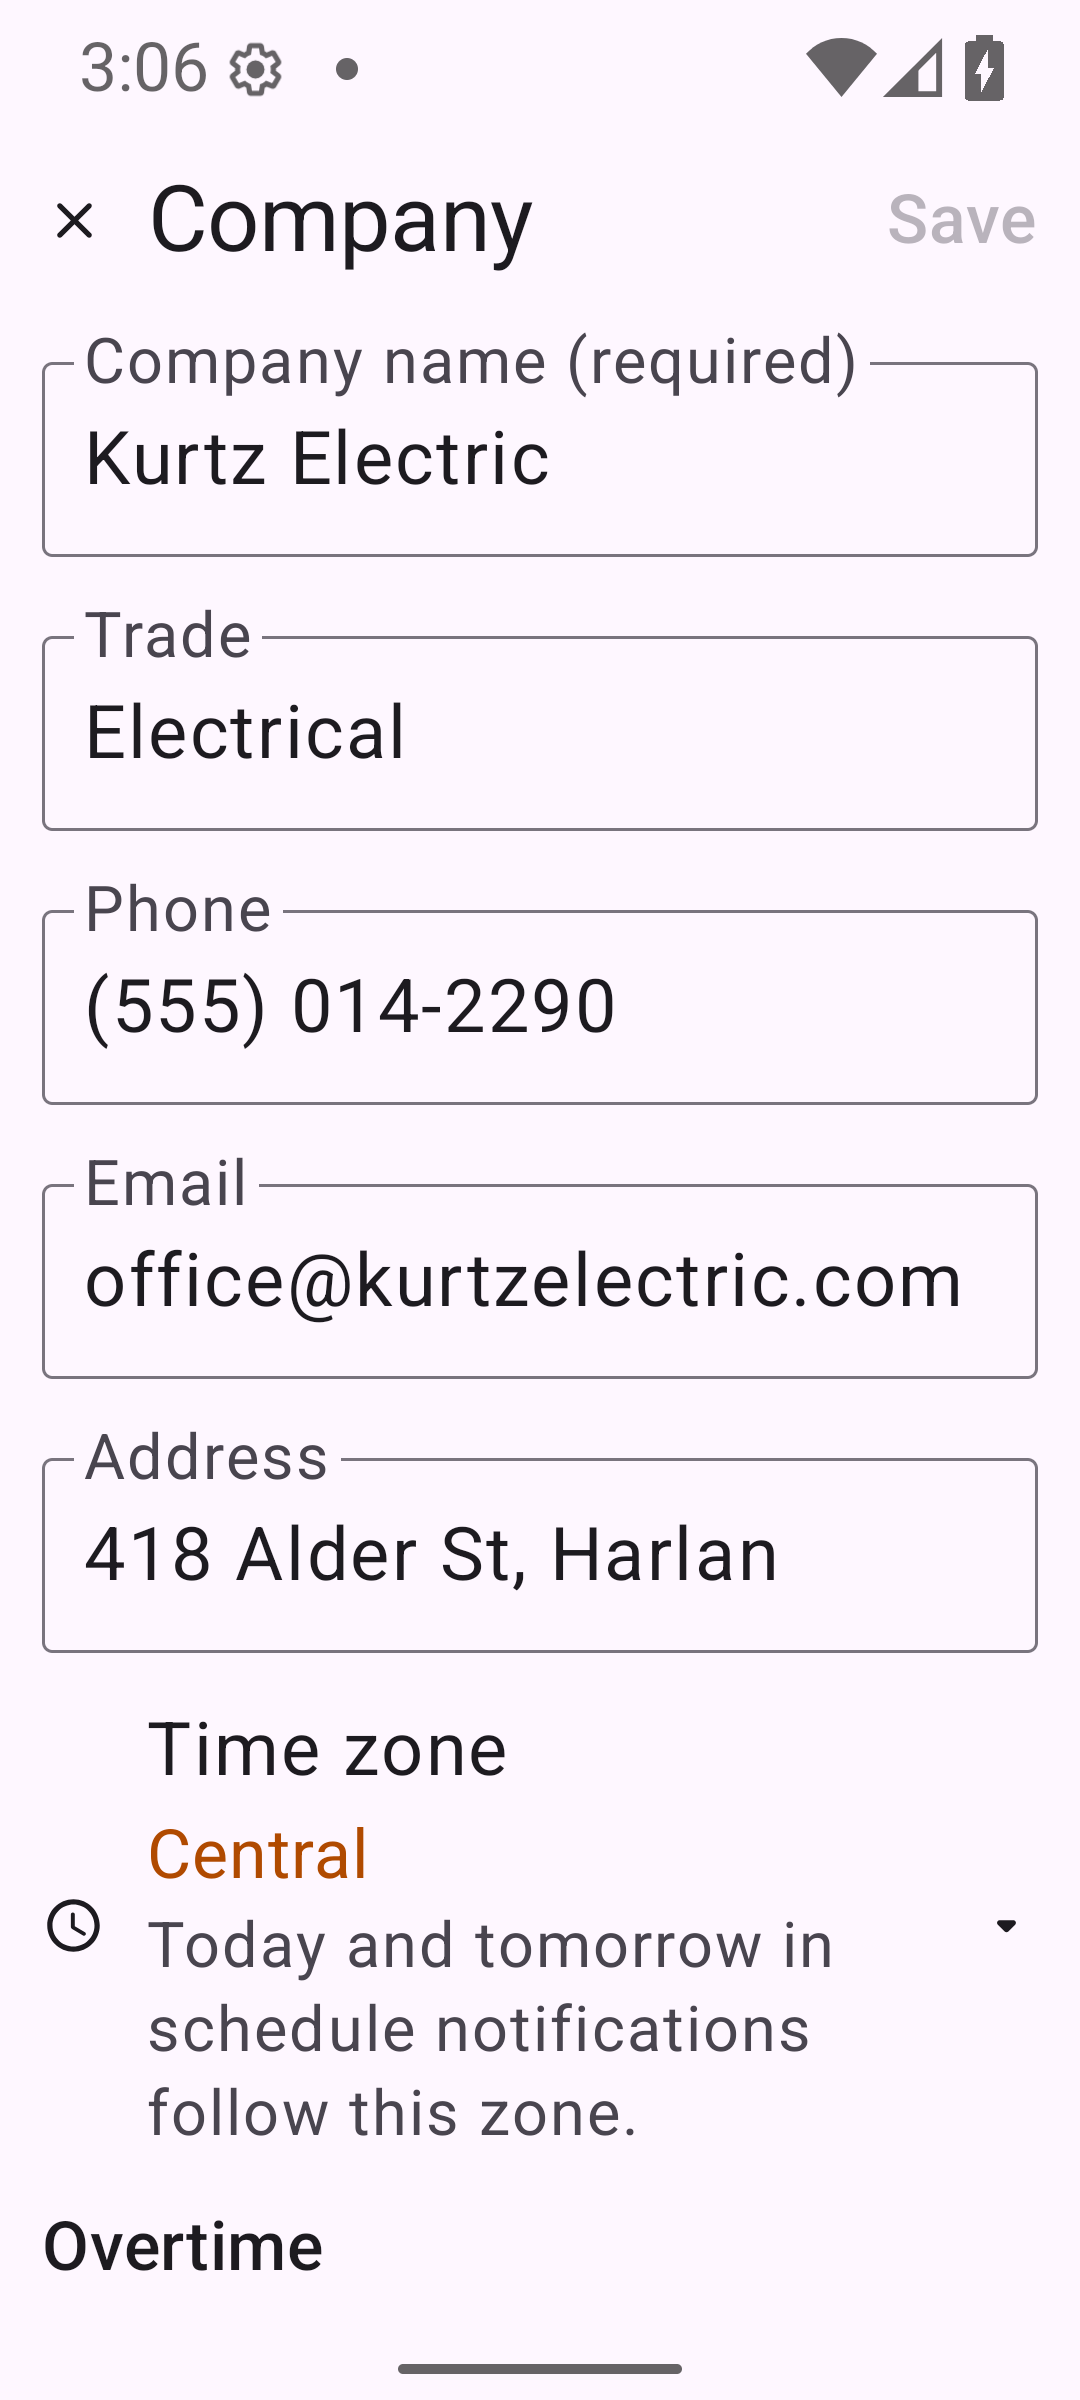 3:06
Company
Save
Company name (required)
Kurtz Electric
Trade
Electrical
Phone
(555) 014-2290
Email
office@kurtzelectric.com
Address
418 Alder St, Harlan
Time zone
Central
Today and tomorrow in
schedule notifications
follow this zone.
Overtime